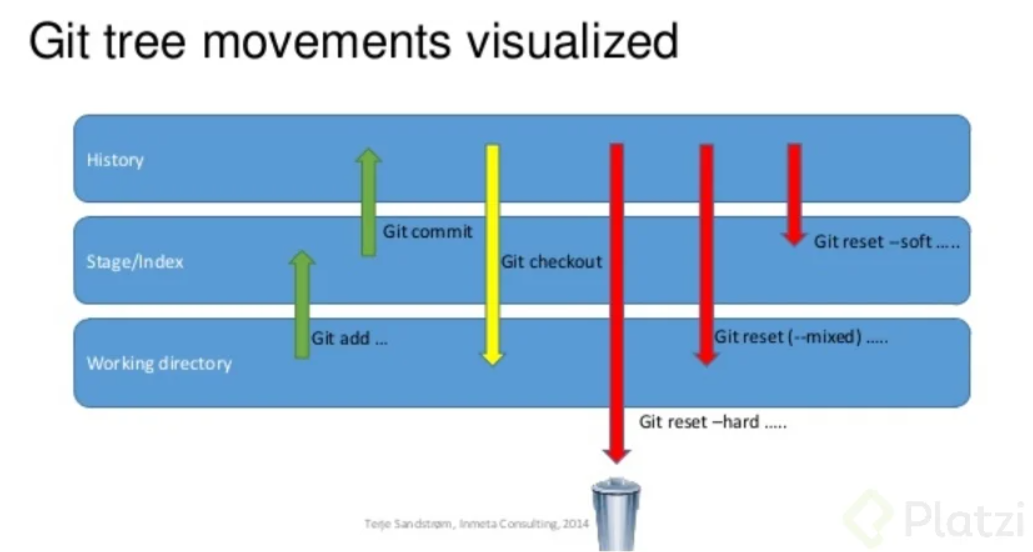 Git tree movements visualized
History
Git commit
Git reset –soft .....
Stage/Index
Git checkout
Git add ...
Git reset (--mixed) .....
Working directory
Git reset –hard .....
Terje Sandstrøm, Inmeta Consulting, 2014
Platzi